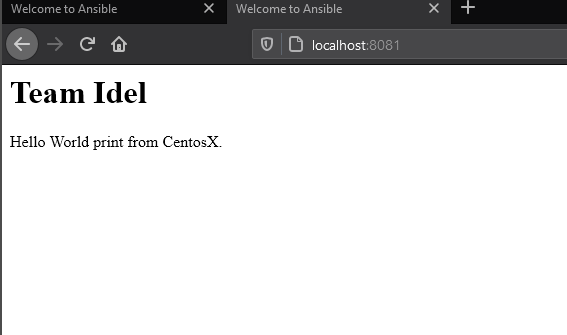 Welcome to Ansible
Welcome to Ansible
localhost:8081
Team Idel
Hello World print from CentosX.